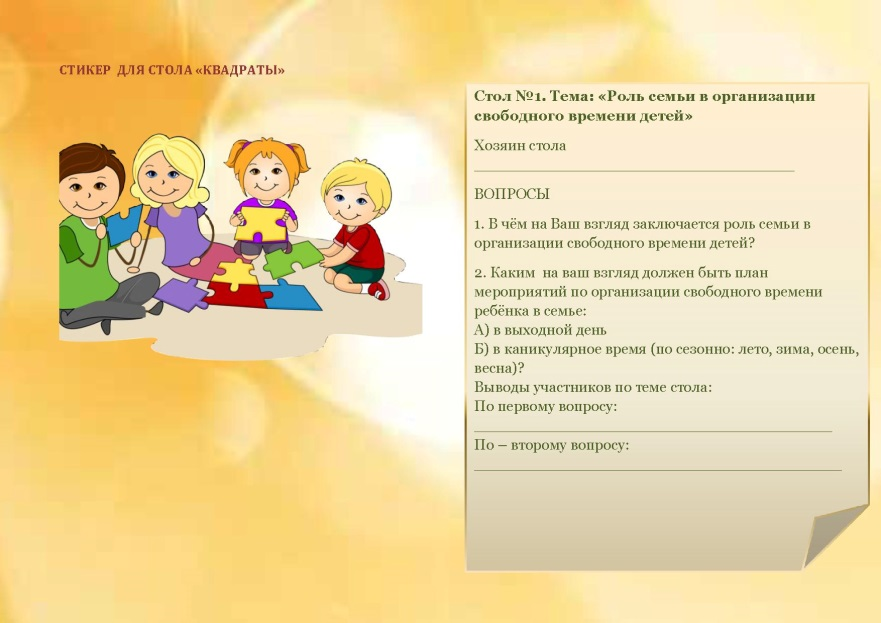 СТИКЕР ДЛЯ СТОЛА «КВАДРАТЫ»
Стол №1. Тема: «Роль семьи в организации
свободного времени детей»
Хозяин стола
ВОПРОСЫ
1. В чём на Ваш взгляд заключается роль семьи в
организации свободного времени детей?
2. Каким на ваш взгляд должен быть план
мероприятий по организации свободного времени
ребёнка в семье:
А) в выходной день
Б) в каникулярное время (по сезонно: лето, зима, осень,
весна)?
Выводы участников по теме стола:
По первому вопросу:
По – второму вопросу: